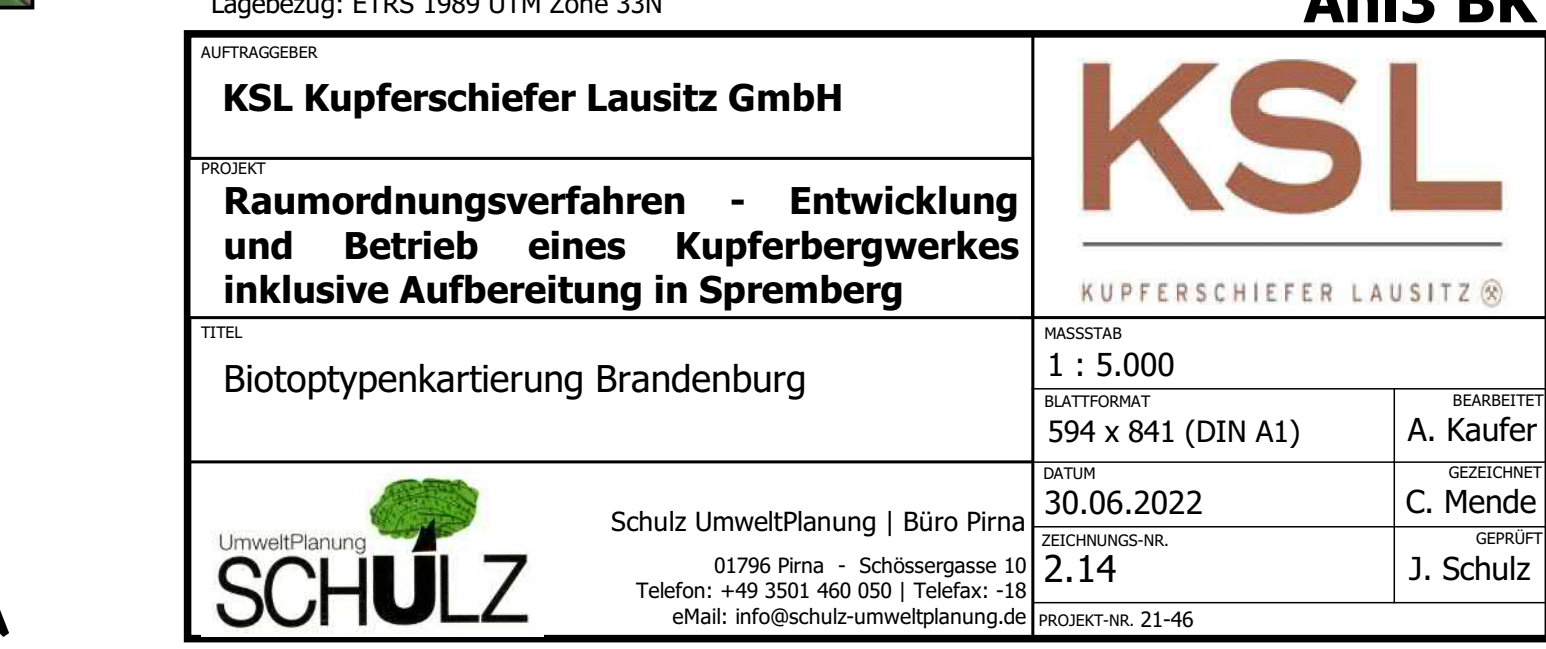 Lagebezug: ETRS 1989 UTM Zone 33N
Anl3 BK
AUFTRAGGEBER
KSL Kupferschiefer Lausitz GmbH
PROJEKT
Raumordnungsverfahren - Entwicklung
und Betrieb eines Kupferbergwerkes
inklusive Aufbereitung in Spremberg
KSL
KUPFERSCHIEFER LAUSITZ
TITEL
Biotoptypenkartierung Brandenburg
MASSSTAB
1 : 5.000
BLATTFORMAT
594 x 841 (DIN A1)
BEARBEITET
A. Kaufer
DATUM
30.06.2022
GEZEICHNET
C. Mende
ZEICHNUNGS-NR.
2.14
GEPRÜFT
J. Schulz
PROJEKT-NR. 21-46
UmweltPlanung
SCHULZ
Schulz UmweltPlanung | Büro Pirna
01796 Pirna - Schössergasse 10
Telefon: +49 3501 460 050 | Telefax: -18
eMail: info@schulz-umweltplanung.de